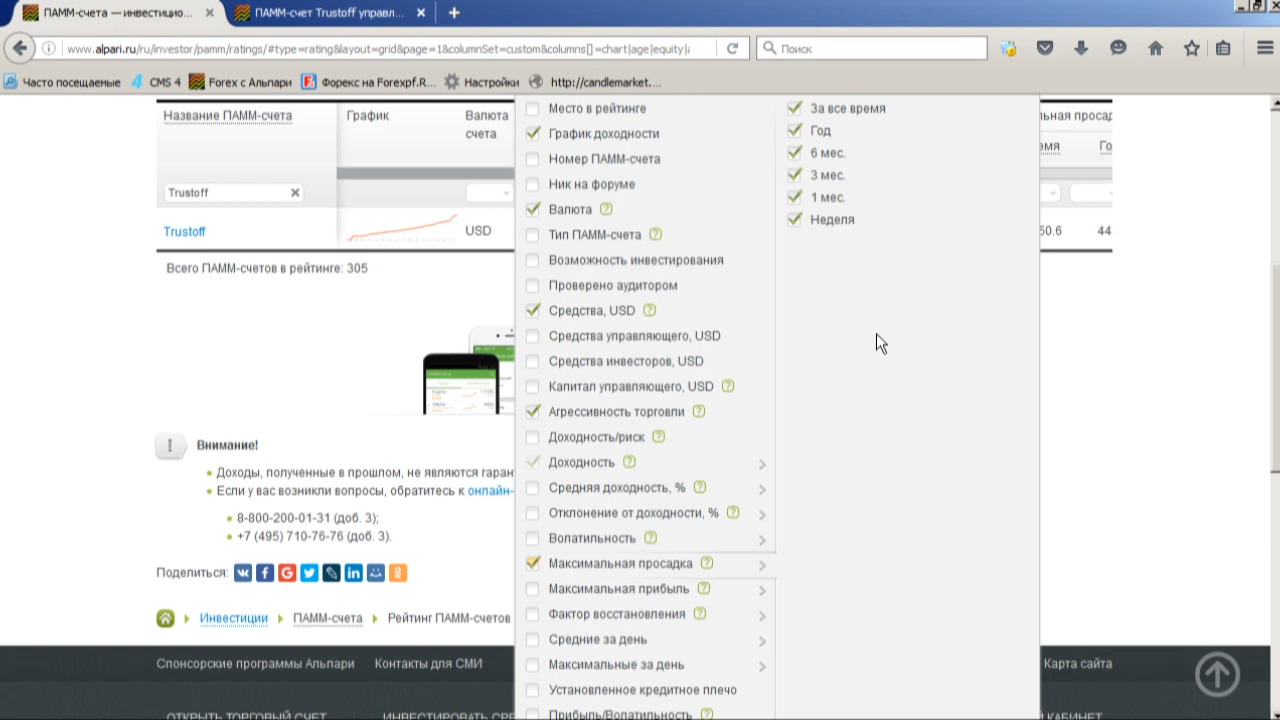 ПАММ-счета — инвестицио...
ПАММ-счет Trustoff управл...
www.alpari.ru/ru/investor/pamm/ratings/#type=rating&layout=grid&page=1&columnSet=custom&columns[]=chart|age|equity|
Поиск
Часто посещаемые
CMS 4
Forex с Альпари
Форекс на Forexpf.R...
Настройки
http://candlemarket....
Название ПАММ-счета
График
Валюта
счета
Trustoff
Trustoff
USD
Всего ПАММ-счетов в рейтинге: 305
Внимание!
Доходы, полученные в прошлом, не являются гаран
Если у вас возникли вопросы, обратитесь к онлайн-
8-800-200-01-31 (доб. 3);
+7 (495) 710-76-76 (доб. 3).
Поделиться:
Инвестиции
ПАММ-счета
Рейтинг ПАММ-счетов
Место в рейтинге
График доходности
Номер ПАММ-счета
Ник на форуме
Валюта
Тип ПАММ-счета
Возможность инвестирования
Проверено аудитором
Средства, USD
Средства управляющего, USD
Средства инвесторов, USD
Капитал управляющего, USD
Агрессивность торговли
Доходность/риск
Доходность
Средняя доходность, %
Отклонение от доходности, %
Волатильность
Максимальная просадка
Максимальная прибыль
Фактор восстановления
Средние за день
Максимальные за день
Установленное кредитное плечо
Прибыль/Волатильность
За все время
Год
6 мес.
3 мес.
1 мес.
Неделя
льная просад
емя
Го
50.6
44
Спонсорские программы Альпари
Контакты для СМИ
Карта сайта
ОТКРЫТЬ ТОРГОВЫЙ СЧЕТ
ИНВЕСТИРОВАТЬ СРЕ
Й КАБИНЕТ